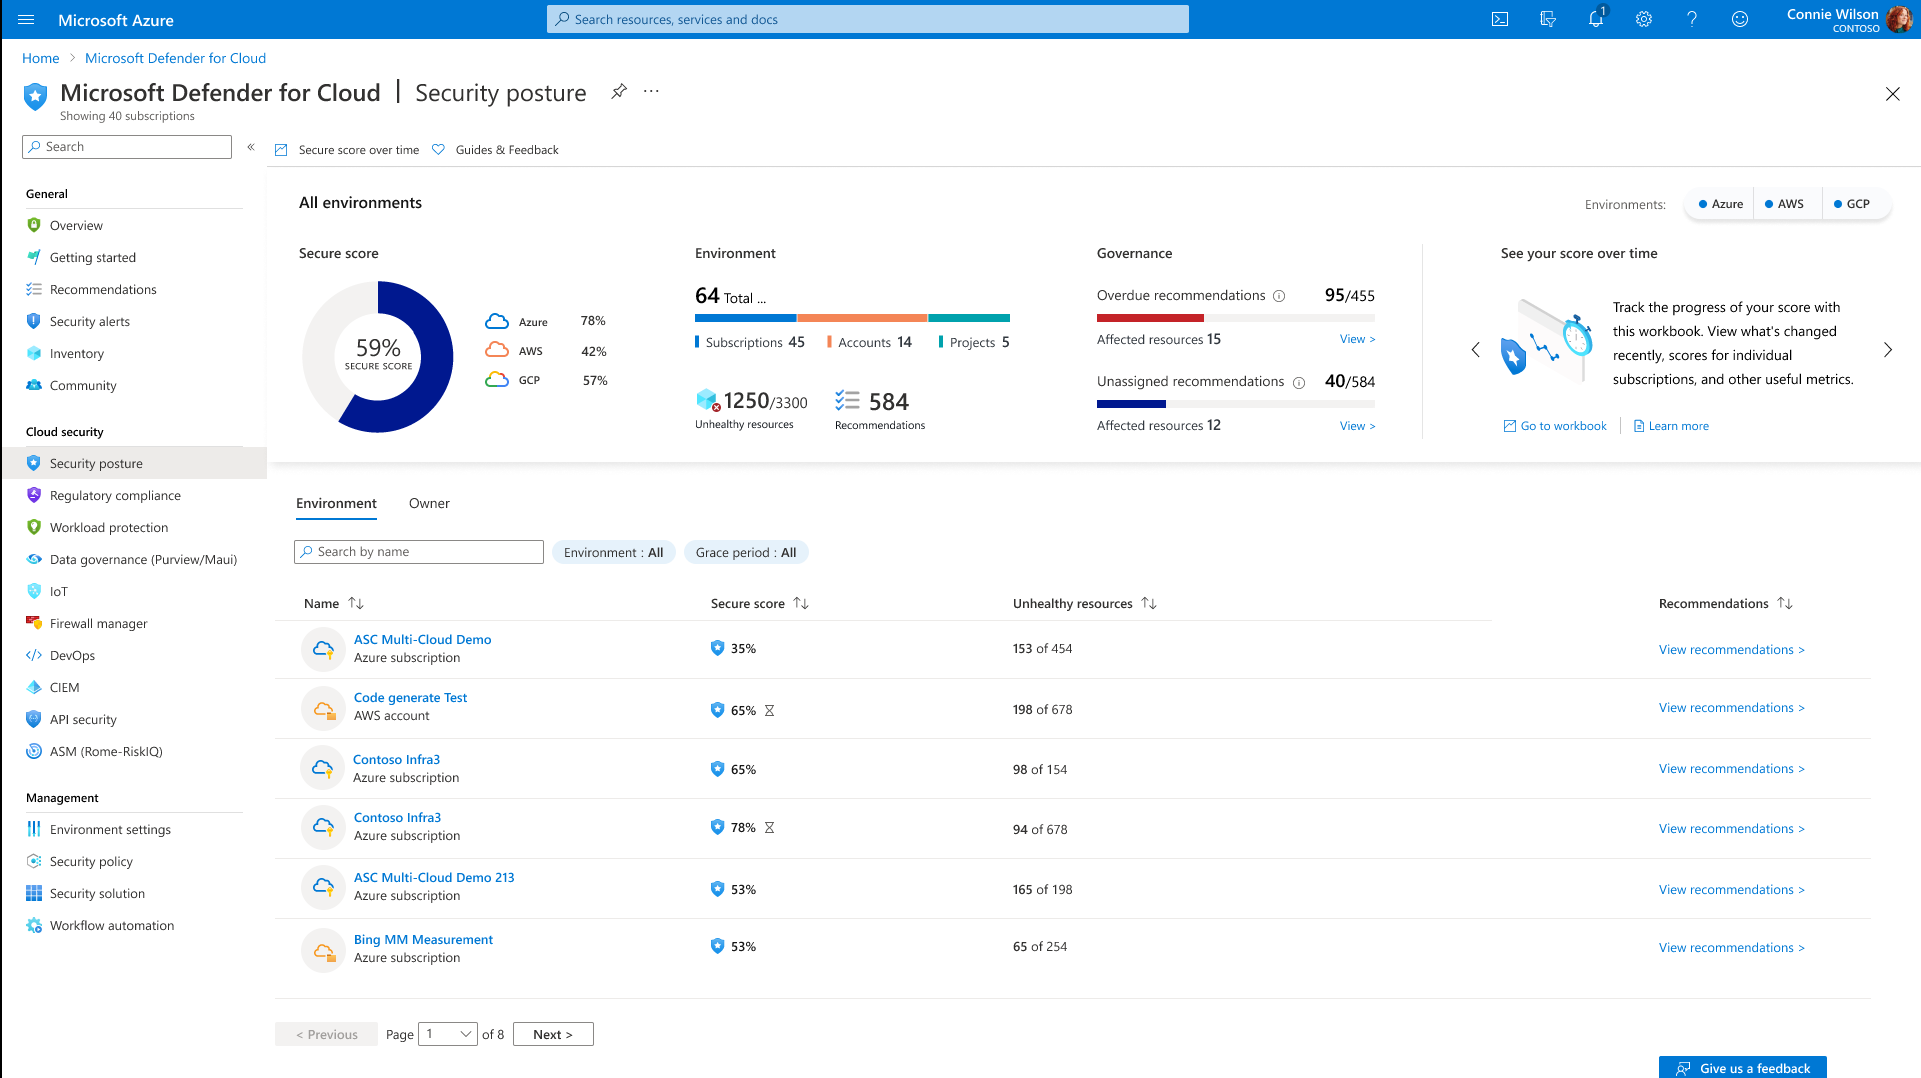 Microsoft Azure
Search resources, services and docs
1
Connie Wilson
CONTOSO
Home > Microsoft Defender for Cloud
Microsoft Defender for Cloud | Security posture
Showing 40 subscriptions
Search
«
Secure score over time
Guides & Feedback
General
Overview
Getting started
Recommendations
Security alerts
Inventory
Community
Cloud security
Security posture
Regulatory compliance
Workload protection
Data governance (Purview/Maui)
IoT
Firewall manager
DevOps
CIEM
API security
ASM (Rome-RiskIQ)
Management
Environment settings
Security policy
Security solution
Workflow automation
All environments
Environments:
Azure
AWS
GCP
Secure score
59%
SECURE SCORE
Azure 78%
AWS 42%
GCP 57%
Environment
64 Total ...
Subscriptions 45
Accounts 14
Projects 5
1250/3300
Unhealthy resources
584
Recommendations
Governance
Overdue recommendations 95/455
Affected resources 15 View >
Unassigned recommendations 40/584
Affected resources 12 View >
See your score over time
Track the progress of your score with
this workbook. View what's changed
recently, scores for individual
subscriptions, and other useful metrics.
Go to workbook
Learn more
Environment
Owner
Search by name
Environment : All
Grace period : All
Name
Secure score
Unhealthy resources
Recommendations
ASC Multi-Cloud Demo
Azure subscription
35%
153 of 454
View recommendations >
Code generate Test
AWS account
65%
198 of 678
View recommendations >
Contoso Infra3
Azure subscription
65%
98 of 154
View recommendations >
Contoso Infra3
Azure subscription
78%
94 of 678
View recommendations >
ASC Multi-Cloud Demo 213
Azure subscription
53%
165 of 198
View recommendations >
Bing MM Measurement
Azure subscription
53%
65 of 254
View recommendations >
< Previous
Page 1 of 8
Next >
Give us a feedback